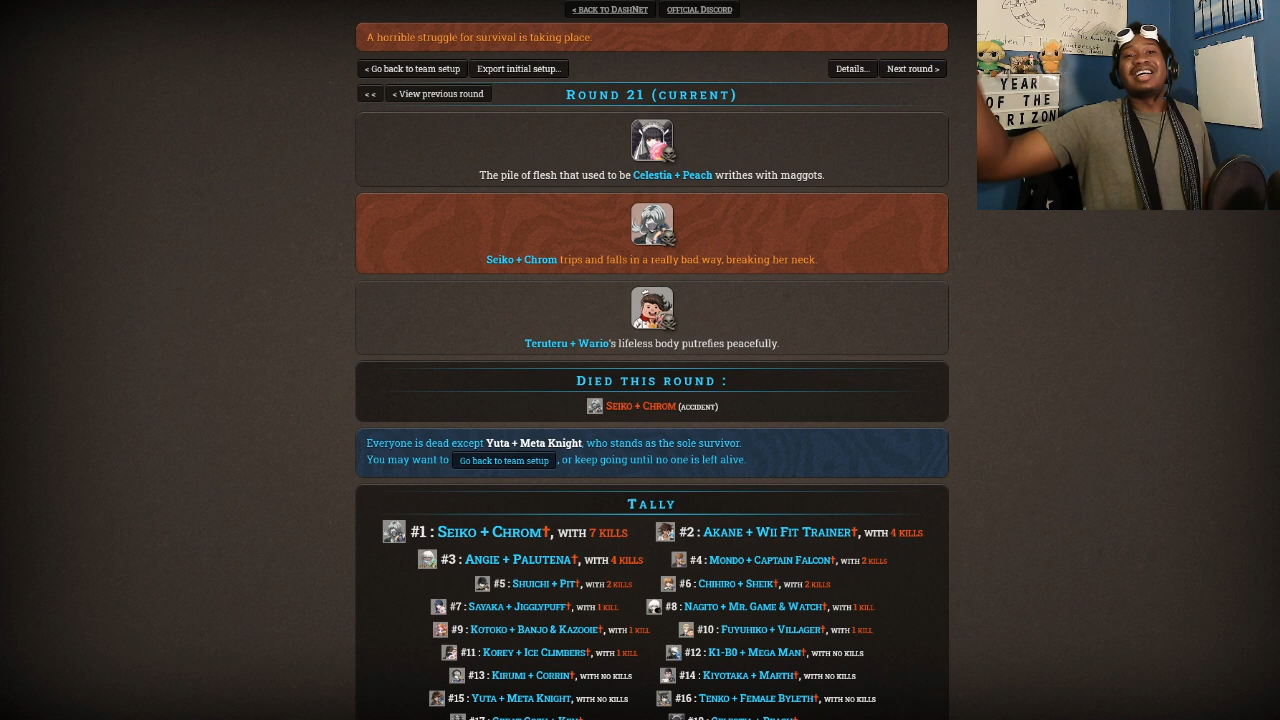 < Back to DashNet
Official Discord
A horrible struggle for survival is taking place.
< Go back to team setup
Export initial setup...
Details...
Next round >
< <
< View previous round
Round 21 (current)
The pile of flesh that used to be Celestia + Peach writhes with maggots.
Seiko + Chrom trips and falls in a really bad way, breaking her neck.
Teruteru + Wario's lifeless body putrefies peacefully.
Died this round :
Seiko + Chrom (accident)
Everyone is dead except Yuta + Meta Knight, who stands as the sole survivor.
You may want to Go back to team setup, or keep going until no one is left alive.
Tally
#1 : Seiko + Chrom†, with 7 kills
#2 : Akane + Wii Fit Trainer†, with 4 kills
#3 : Angie + Palutena†, with 4 kills
#4 : Mondo + Captain Falcon†, with 2 kills
#5 : Shuichi + Pit†, with 2 kills
#6 : Chihiro + Sheik†, with 2 kills
#7 : Sayaka + Jigglypuff†, with 1 kill
#8 : Nagito + Mr. Game & Watch†, with 1 kill
#9 : Kotoko + Banjo & Kazooie†, with 1 kill
#10 : Fuyuhiko + Villager†, with 1 kill
#11 : Korey + Ice Climbers†, with 1 kill
#12 : K1-B0 + Mega Man†, with no kills
#13 : Kirumi + Corrin†, with no kills
#14 : Kiyotaka + Marth†, with no kills
#15 : Yuta + Meta Knight, with no kills
#16 : Tenko + Female Byleth†, with no kills
YEAR
OF THE
RIZON